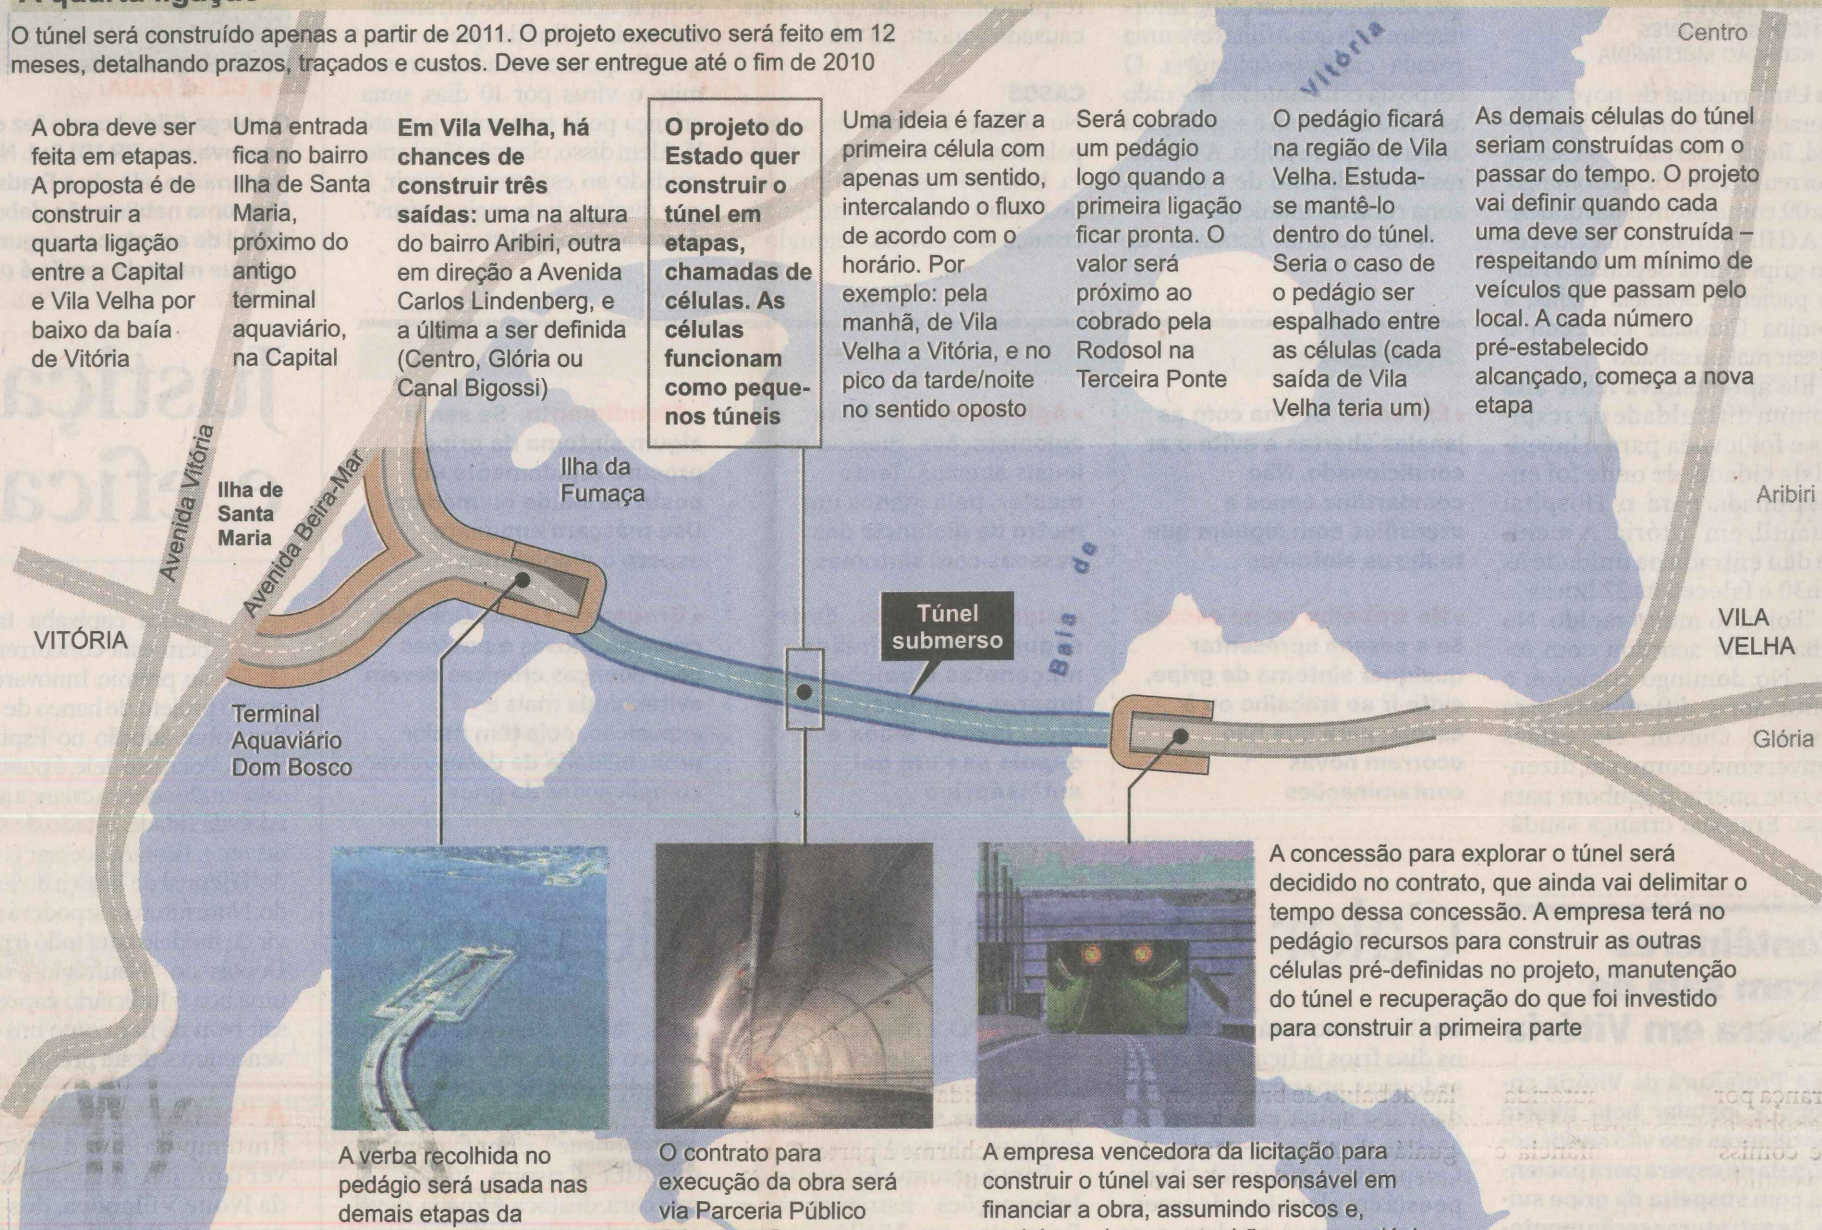 O túnel será construído apenas a partir de 2011. O projeto executivo será feito em 12
meses, detalhando prazos, traçados e custos. Deve ser entregue até o fim de 2010
A obra deve ser
feita em etapas.
A proposta é de
construir a
quarta ligação
entre a Capital
e Vila Velha por
baixo da baía
de Vitória
Uma entrada
fica no bairro
Ilha de Santa
Maria,
próximo do
antigo
terminal
aquaviário,
na Capital
Em Vila Velha, há
chances de
construir três
saídas: uma na altura
do bairro Aribiri, outra
em direção a Avenida
Carlos Lindenberg, e
a última a ser definida
(Centro, Glória ou
Canal Bigossi)
O projeto do
Estado quer
construir o
túnel em
etapas,
chamadas de
células. As
células
funcionam
como peque-
nos túneis
Uma ideia é fazer a
primeira célula com
apenas um sentido,
intercalando o fluxo
de acordo com o
horário. Por
exemplo: pela
manhã, de Vila
Velha a Vitória, e no
pico da tarde/noite
no sentido oposto
Será cobrado
um pedágio
logo quando a
primeira ligação
ficar pronta. O
valor será
próximo ao
cobrado pela
Rodosol na
Terceira Ponte
O pedágio ficará
na região de Vila
Velha. Estuda-
se mantê-lo
dentro do túnel.
Seria o caso de
o pedágio ser
espalhado entre
as células (cada
saída de Vila
Velha teria um)
As demais células do túnel
seriam construídas com o
passar do tempo. O projeto
vai definir quando cada
uma deve ser construída –
respeitando um mínimo de
veículos que passam pelo
local. A cada número
pré-estabelecido
alcançado, começa a nova
etapa
Centro
Baía de Vitória
Avenida Vitória
Ilha de
Santa
Maria
Avenida Beira-Mar
Ilha da
Fumaça
Aribiri
VITÓRIA
Túnel
submerso
VILA
VELHA
Glória
Terminal
Aquaviário
Dom Bosco
A concessão para explorar o túnel será
decidido no contrato, que ainda vai delimitar o
tempo dessa concessão. A empresa terá no
pedágio recursos para construir as outras
células pré-definidas no projeto, manutenção
do túnel e recuperação do que foi investido
para construir a primeira parte
A verba recolhida no
pedágio será usada nas
demais etapas da
O contrato para
execução da obra será
via Parceria Público
A empresa vencedora da licitação para
construir o túnel vai ser responsável em
financiar a obra, assumindo riscos e,